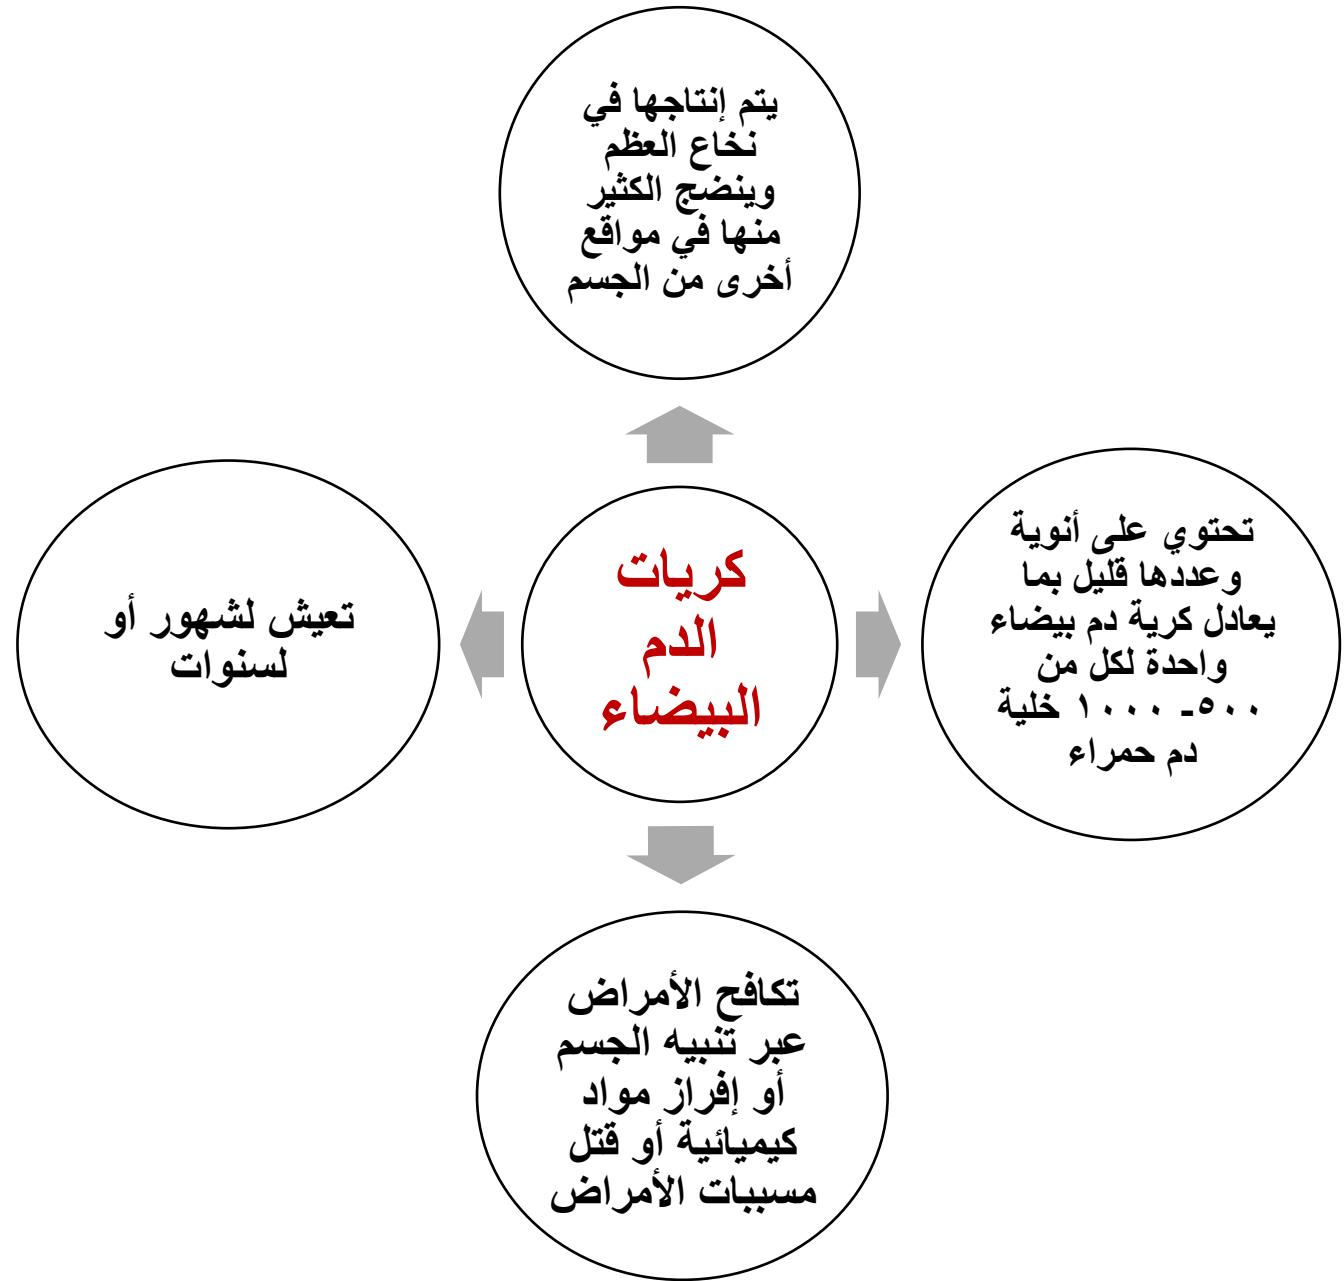 يتم إنتاجها في
نخاع العظم
وينضج الكثير
منها في مواقع
أخرى من الجسم
تحتوي على أنوية
وعددها قليل بما
يعادل كرية دم بيضاء
واحدة لكل من
٥٠٠- ١٠٠٠ خلية
دم حمراء
كريات
الدم
البيضاء
تعيش لشهور أو
لسنوات
تكافح الأمراض
عبر تنبيه الجسم
أو إفراز مواد
كيميائية أو قتل
مسببات الأمراض